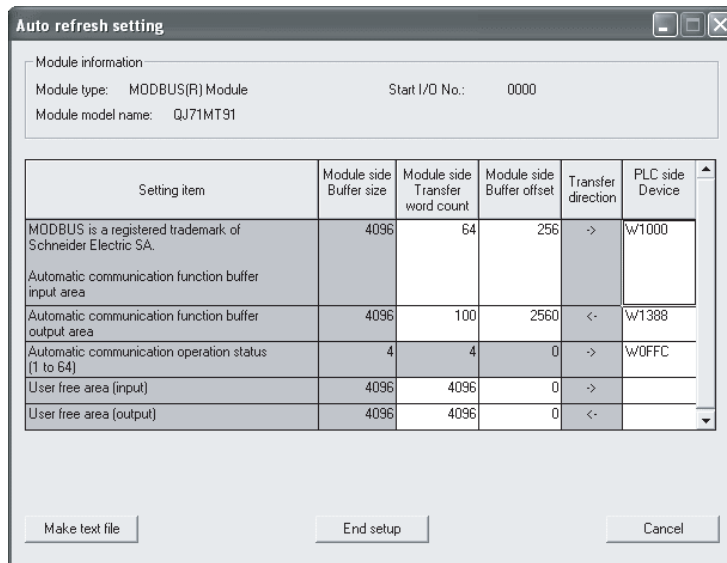 Auto refresh setting
Module information
Module type: MODBUS(R) Module Start I/O No.: 0000
Module model name: QJ71MT91
Setting item Module side Buffer size Module side Transfer word count Module side Buffer offset Transfer direction PLC side Device
MODBUS is a registered trademark of 4096 64 256 -> W1000
Schneider Electric SA.
Automatic communication function buffer
input area
Automatic communication function buffer 4096 100 2560 <- W1388
output area
Automatic communication operation status 4 4 0 -> W0FFC
(1 to 64)
User free area (input) 4096 4096 0 ->
User free area (output) 4096 4096 0 <-
Make text file End setup Cancel